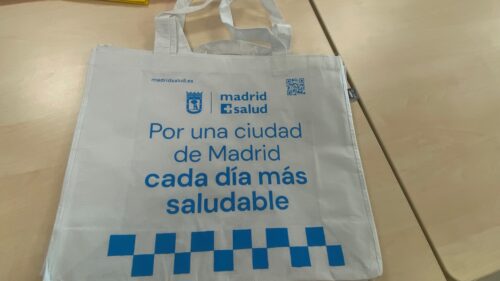 madridsalud.es
madrid
salud
Por una ciudad
de Madrid
cada día más
saludable